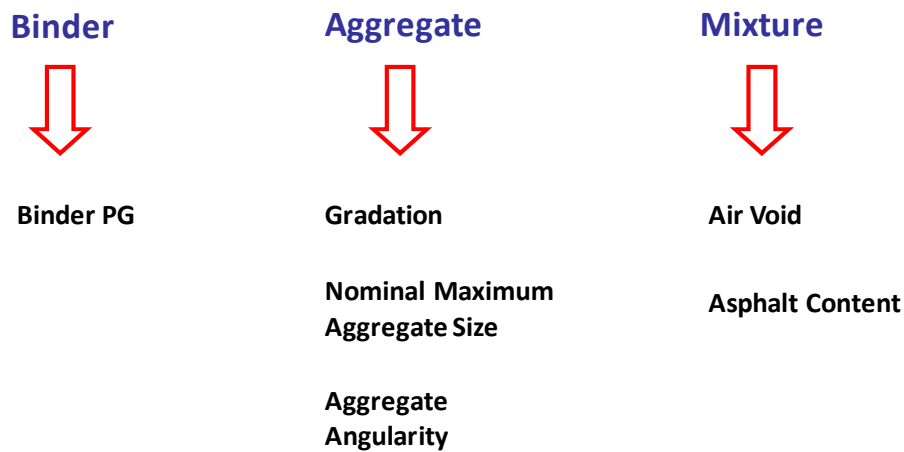 Binder
Aggregate
Mixture
Binder PG
Gradation
Air Void
Nominal Maximum
Aggregate Size
Asphalt Content
Aggregate
Angularity